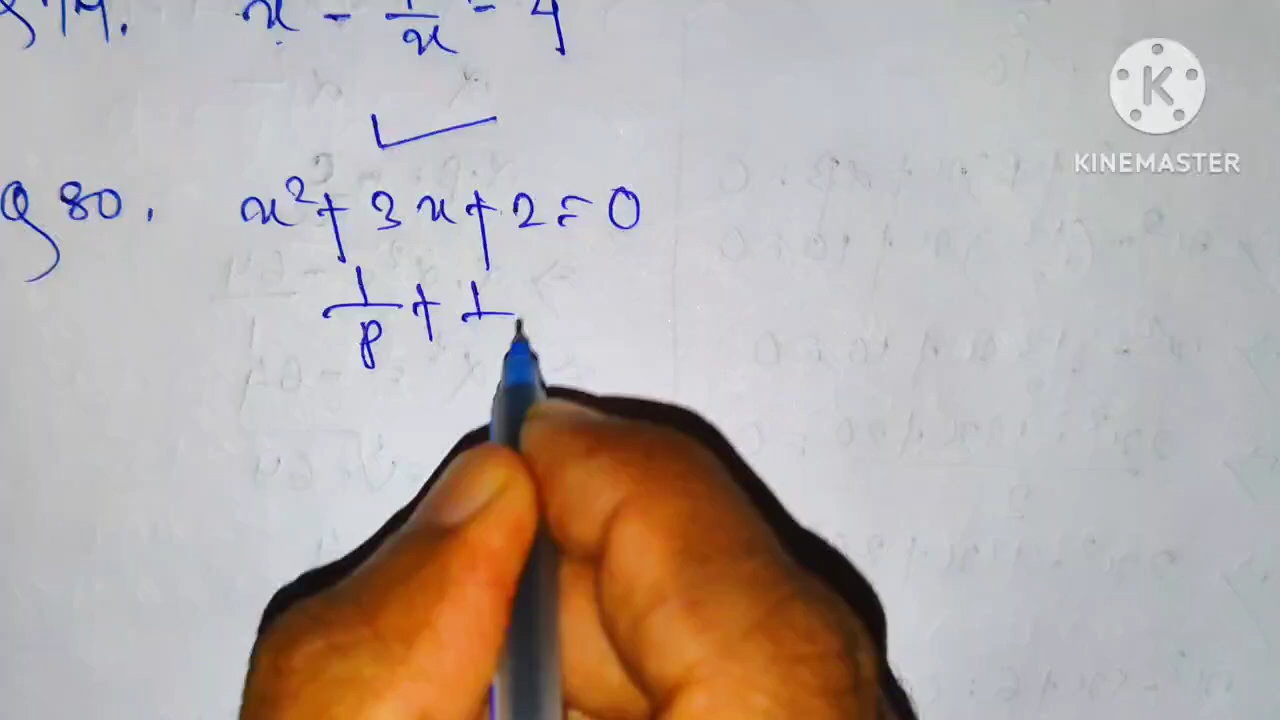 x - 1/x = 4
K
KINEMASTER
Q 80. x² + 3x + 2 = 0
1/p + 1